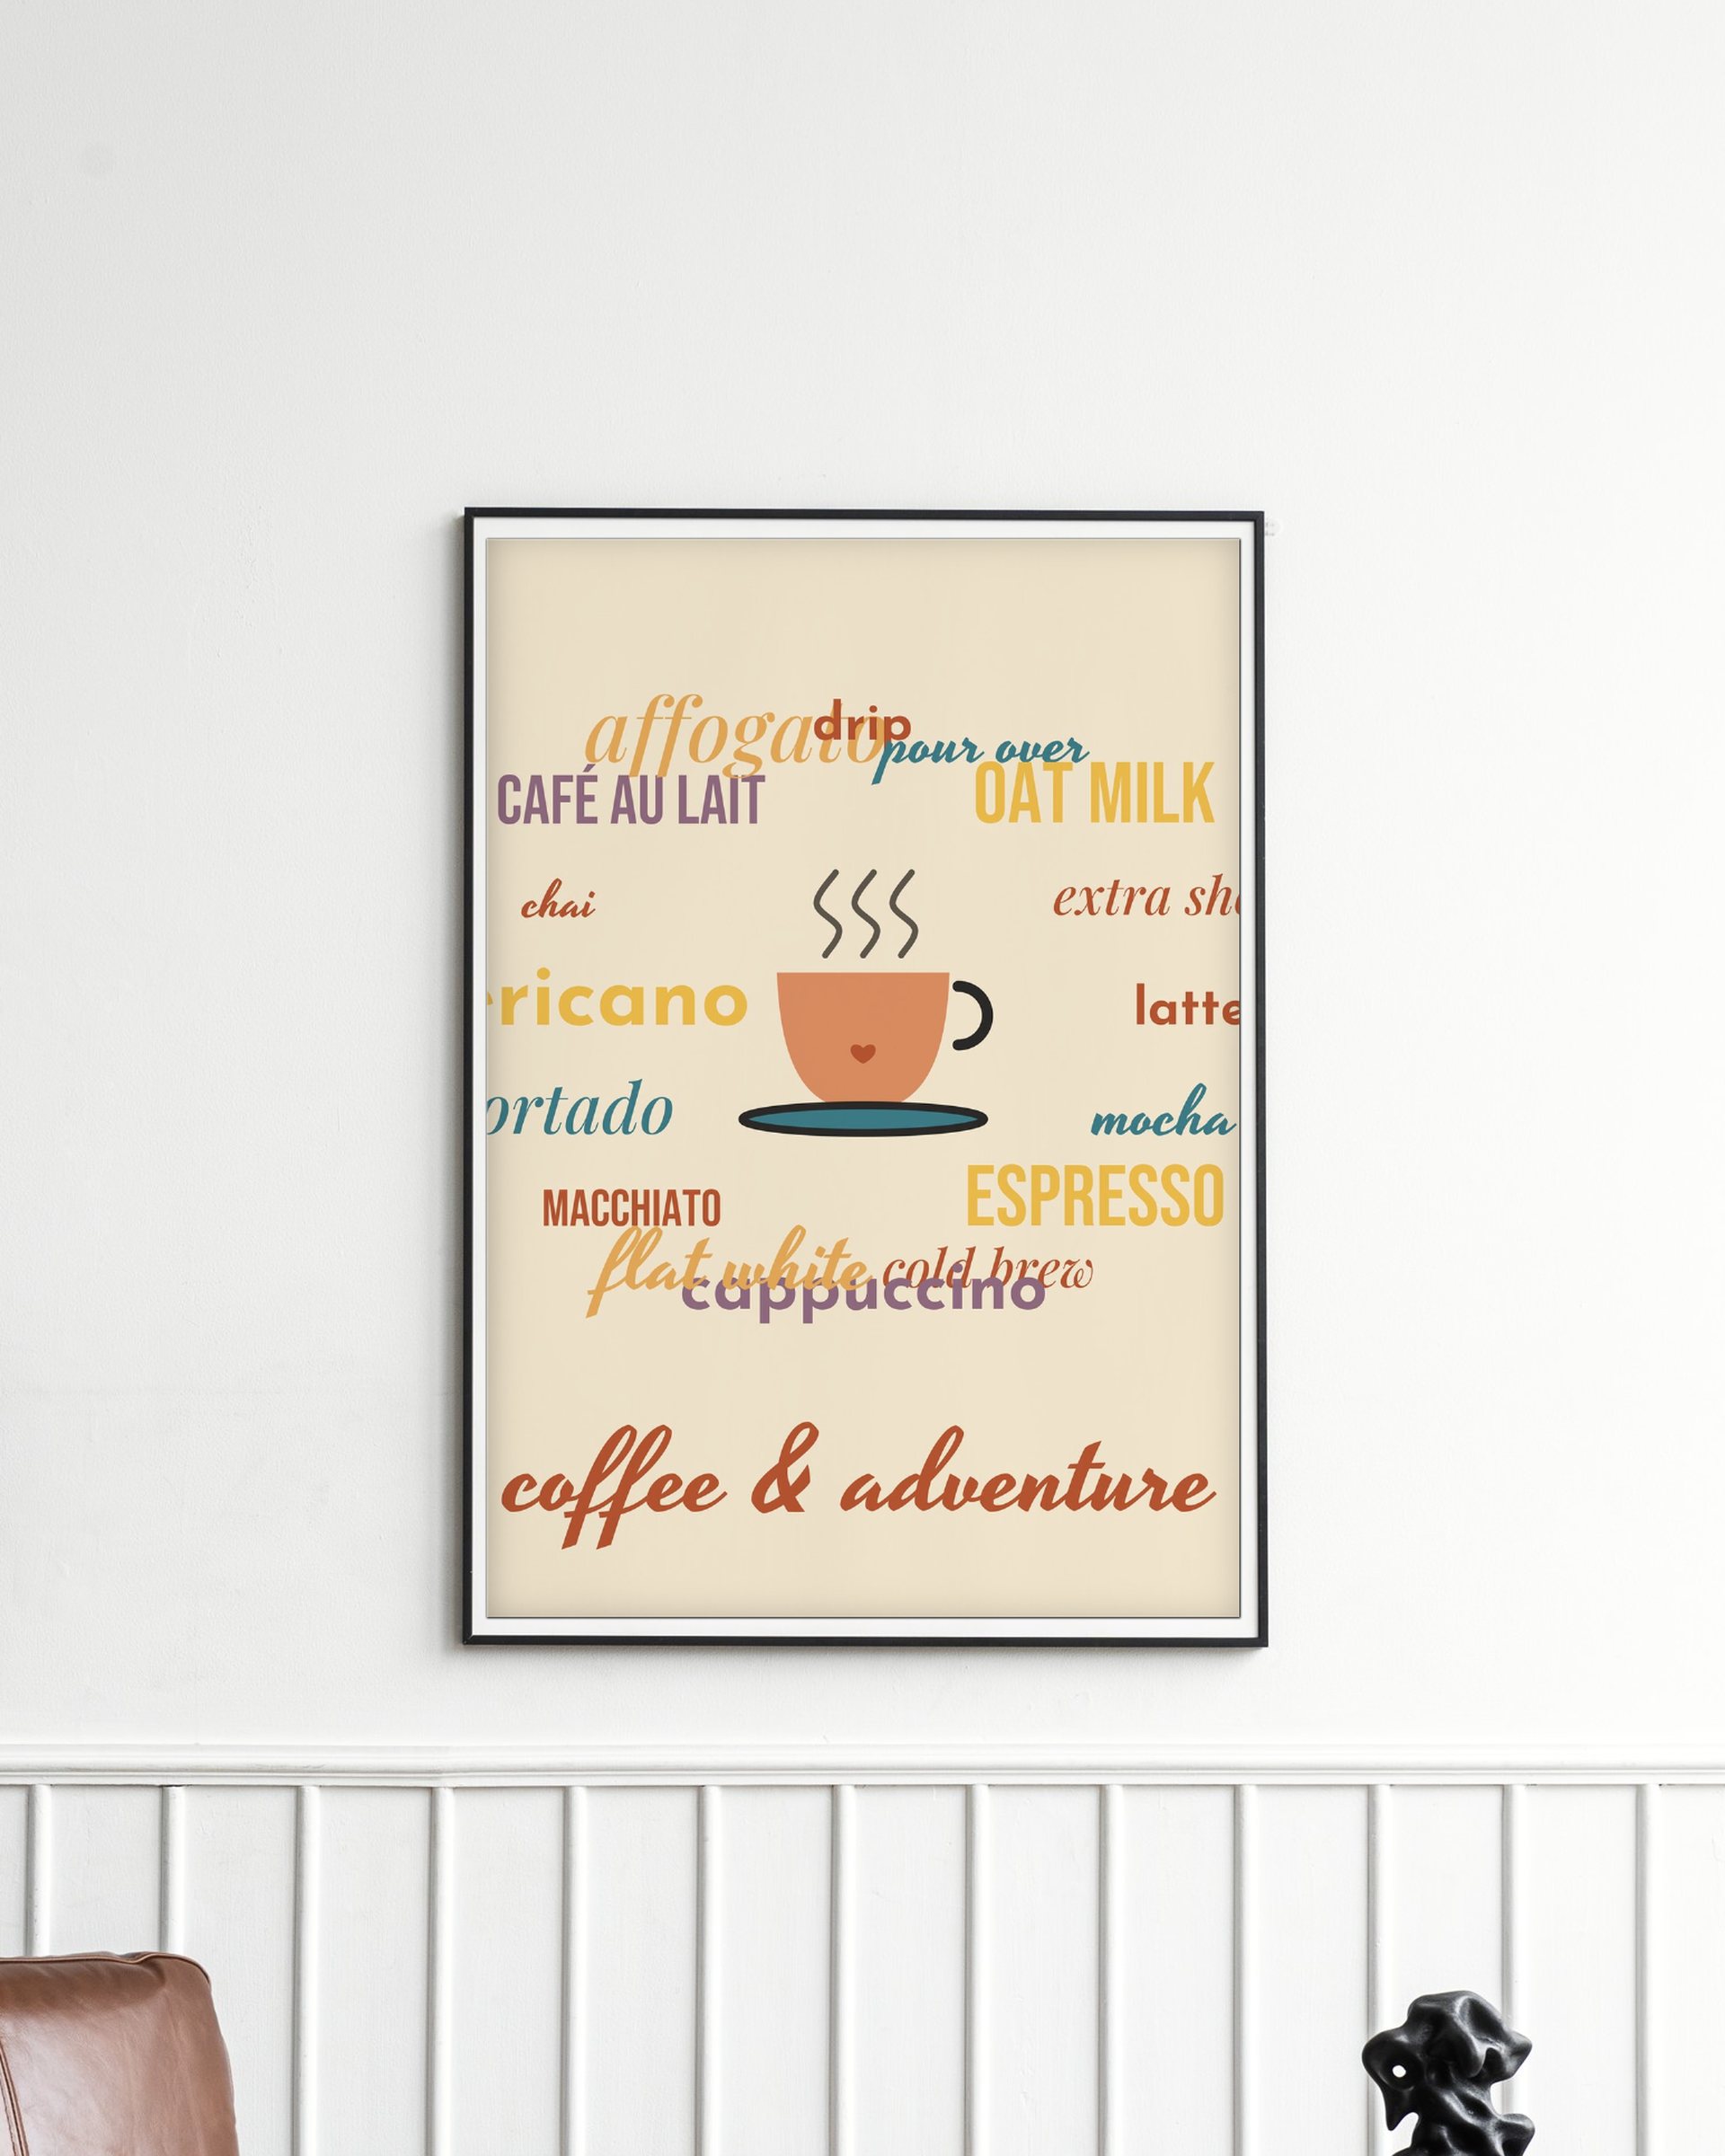 affogato
drip
pour over
CAFÉ AU LAIT
OAT MILK
chai
extra sh
ricano
latte
ortado
mocha
MACCHIATO
ESPRESSO
flat white
cold brew
cappuccino
coffee & adventure